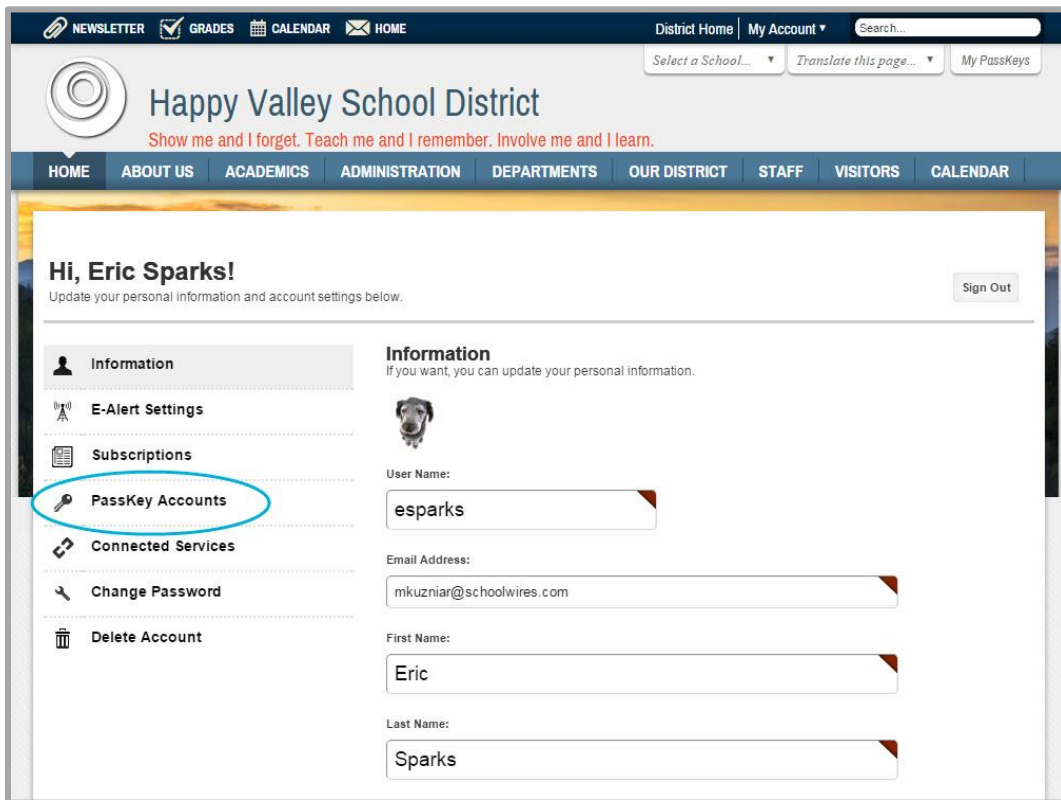 NEWSLETTER GRADES CALENDAR HOME District Home My Account Search...
Select a School... Translate this page... My PassKeys
Happy Valley School District
Show me and I forget. Teach me and I remember. Involve me and I learn.
HOME ABOUT US ACADEMICS ADMINISTRATION DEPARTMENTS OUR DISTRICT STAFF VISITORS CALENDAR
Hi, Eric Sparks!
Update your personal information and account settings below.
Sign Out
Information
E-Alert Settings
Subscriptions
PassKey Accounts
Connected Services
Change Password
Delete Account
Information
If you want, you can update your personal information.
User Name:
esparks
Email Address:
mkuzniar@schoolwires.com
First Name:
Eric
Last Name:
Sparks